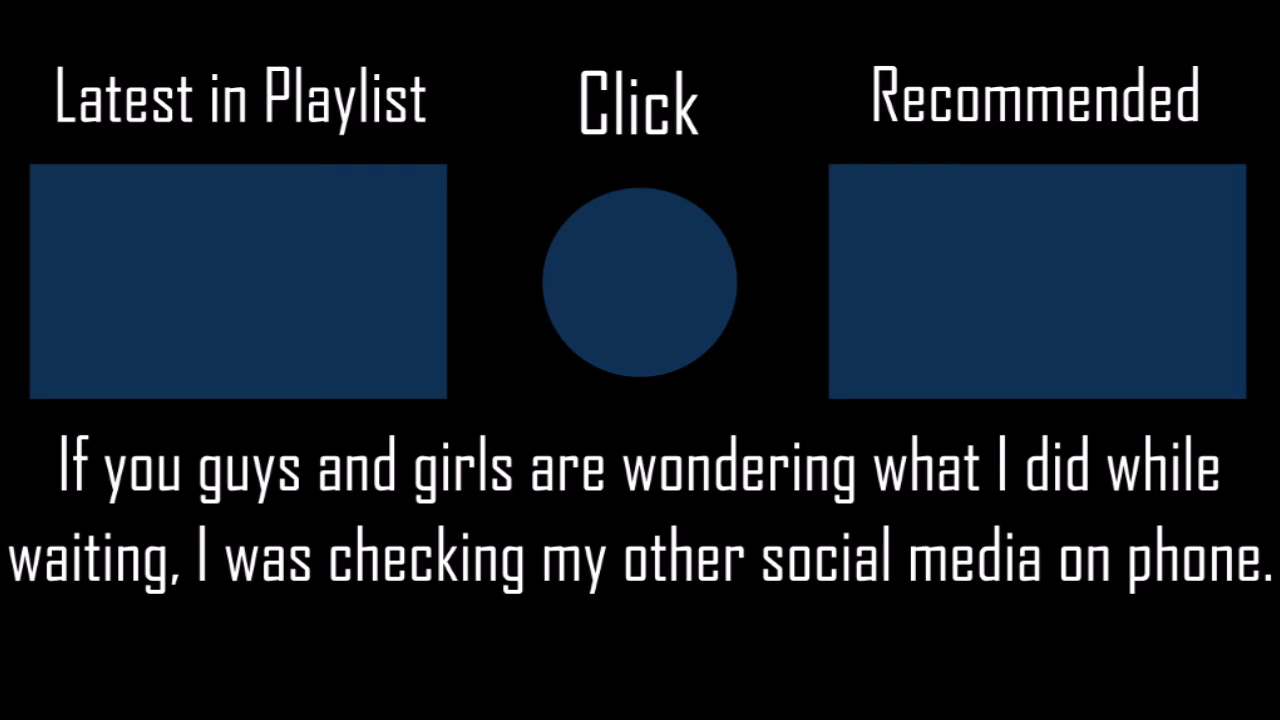 Latest in Playlist
Click
Recommended
If you guys and girls are wondering what I did while
waiting, I was checking my other social media on phone.